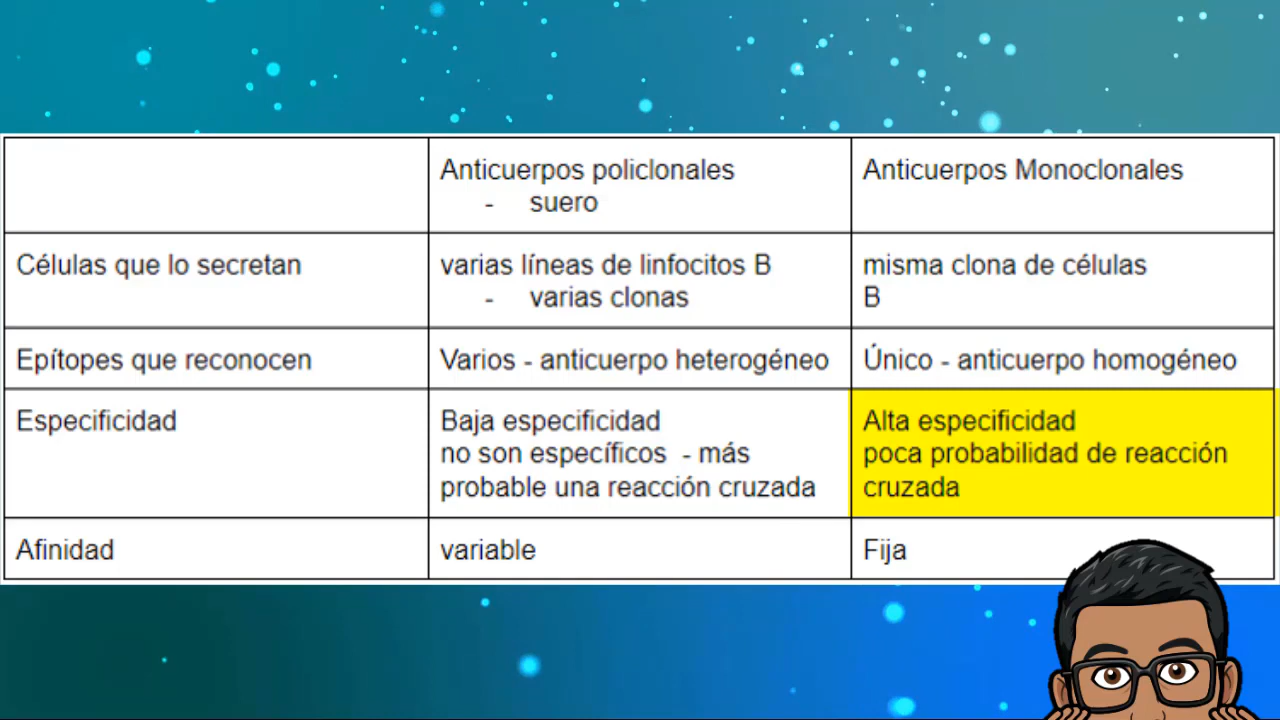 Anticuerpos policlonales
- suero
Anticuerpos Monoclonales
Células que lo secretan
varias líneas de linfocitos B
- varias clonas
misma clona de células
B
Epítopes que reconocen
Varios - anticuerpo heterogéneo
Único - anticuerpo homogéneo
Especificidad
Baja especificidad
no son específicos - más
probable una reacción cruzada
Alta especificidad
poca probabilidad de reacción
cruzada
Afinidad
variable
Fija